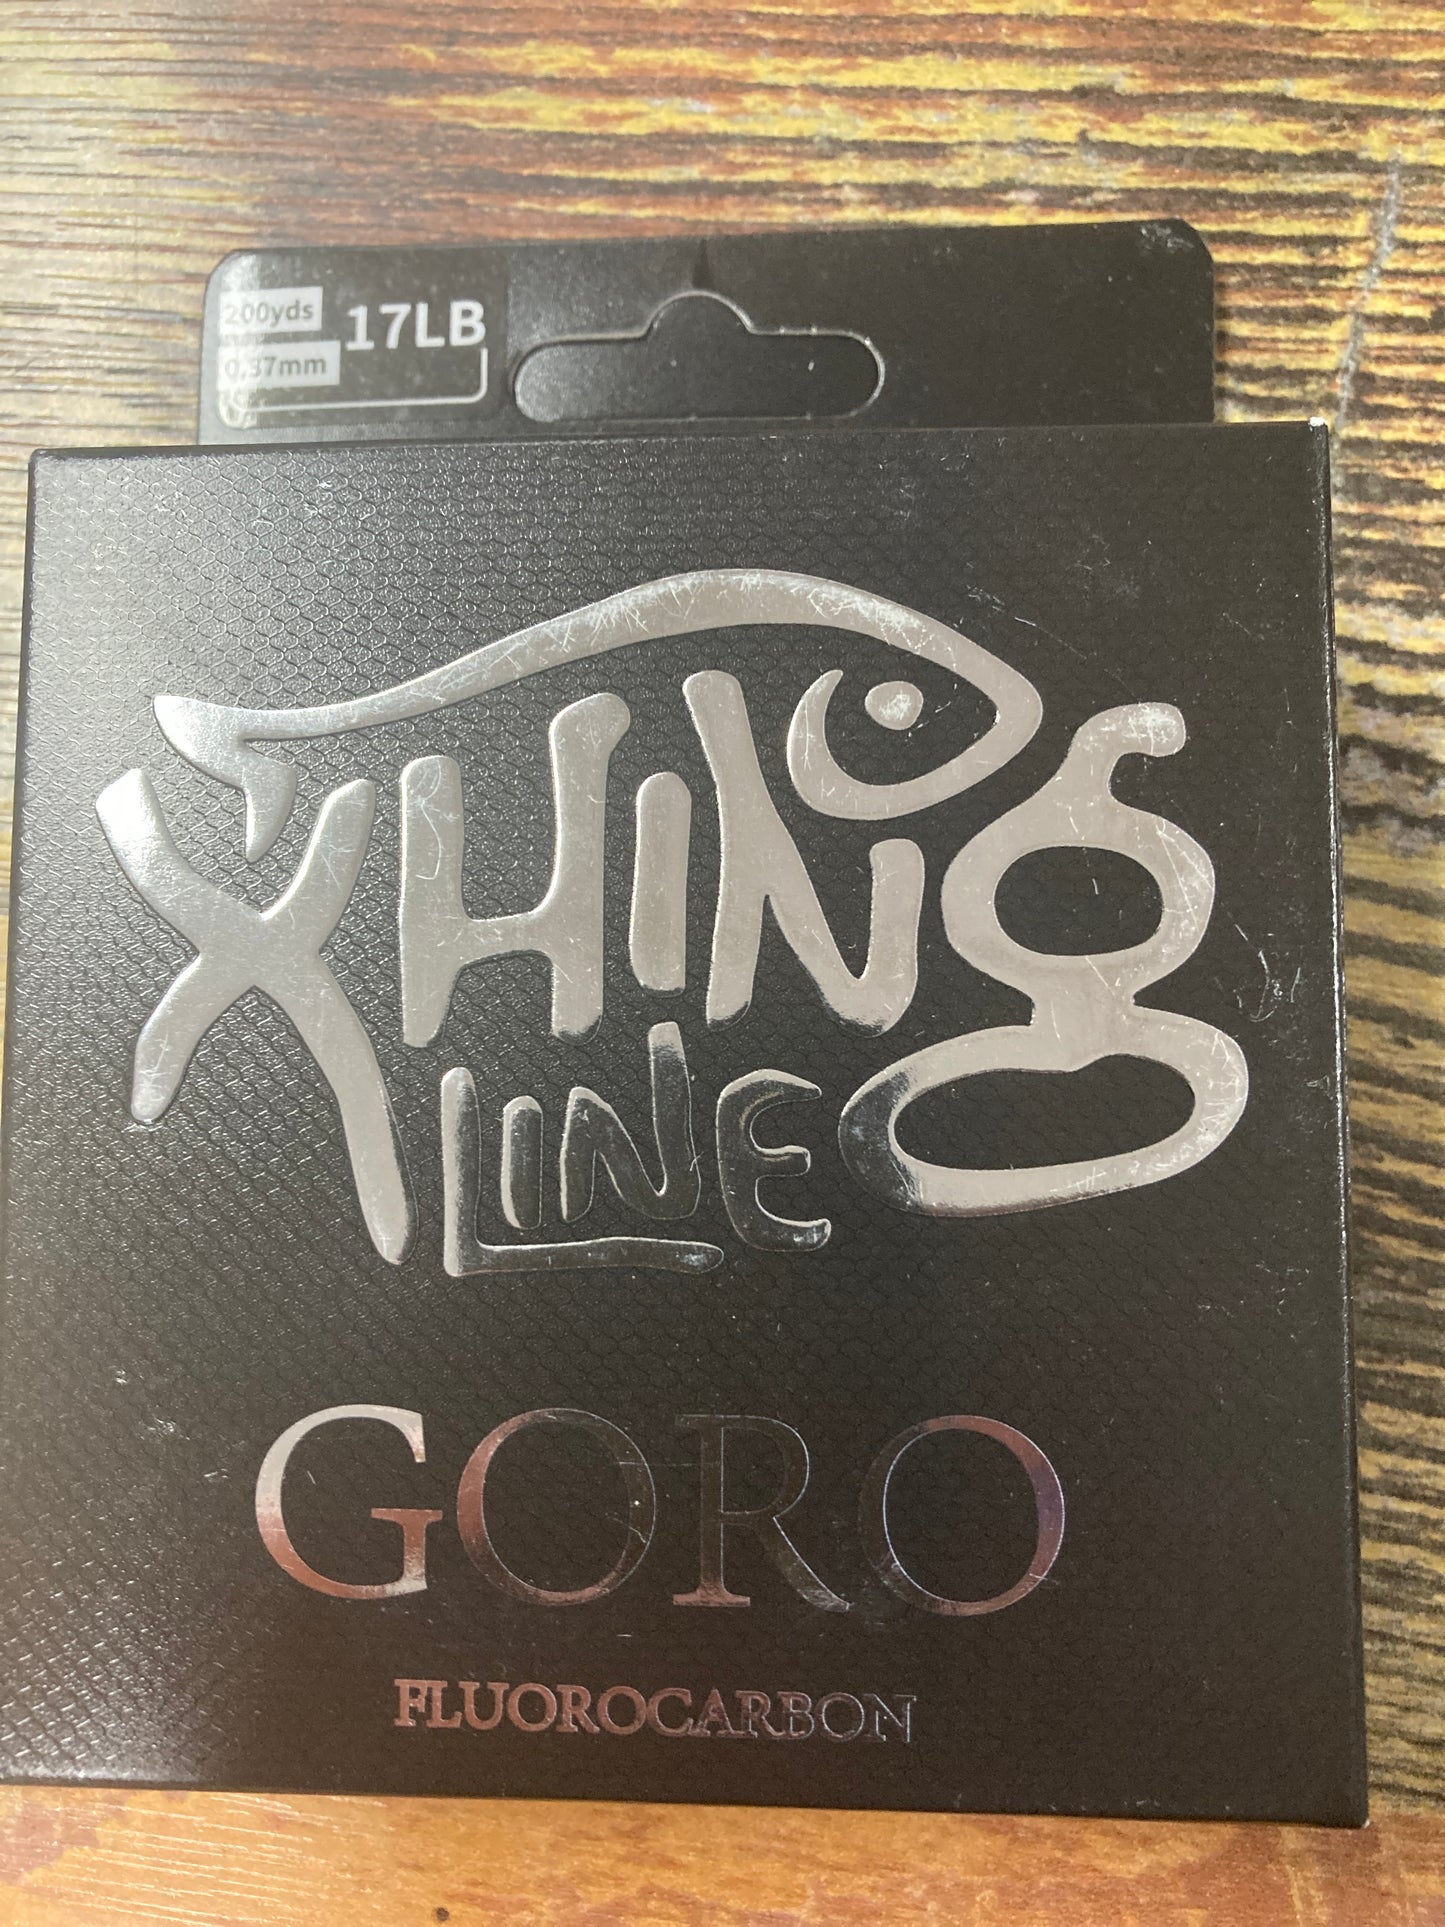 200yds
17LB
0.37mm
XHINg
LINE
GORO
FLUOROCARBON